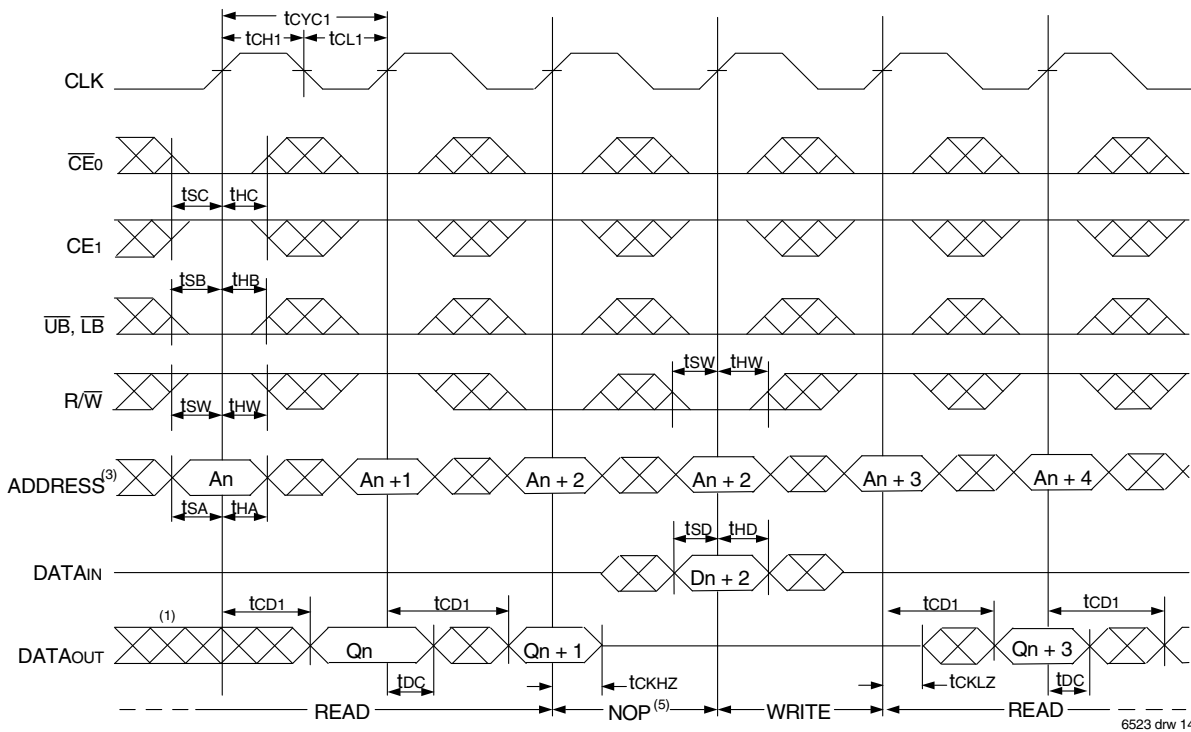 tCYC1
tCH1 tCL1
CLK
CE0
tSC tHC
CE1
tSB tHB
UB, LB
tSW tHW
R/W
tSW tHW
ADDRESS(3) An An +1 An + 2 An + 2 An + 3 An + 4
tSA tHA
tSD tHD
DATAIN Dn + 2
(1) tCD1 tCD1 tCD1 tCD1
DATAOUT Qn Qn + 1 Qn + 3
tDC tCKHZ tCKLZ tDC
READ NOP(5) WRITE READ
6523 drw 14